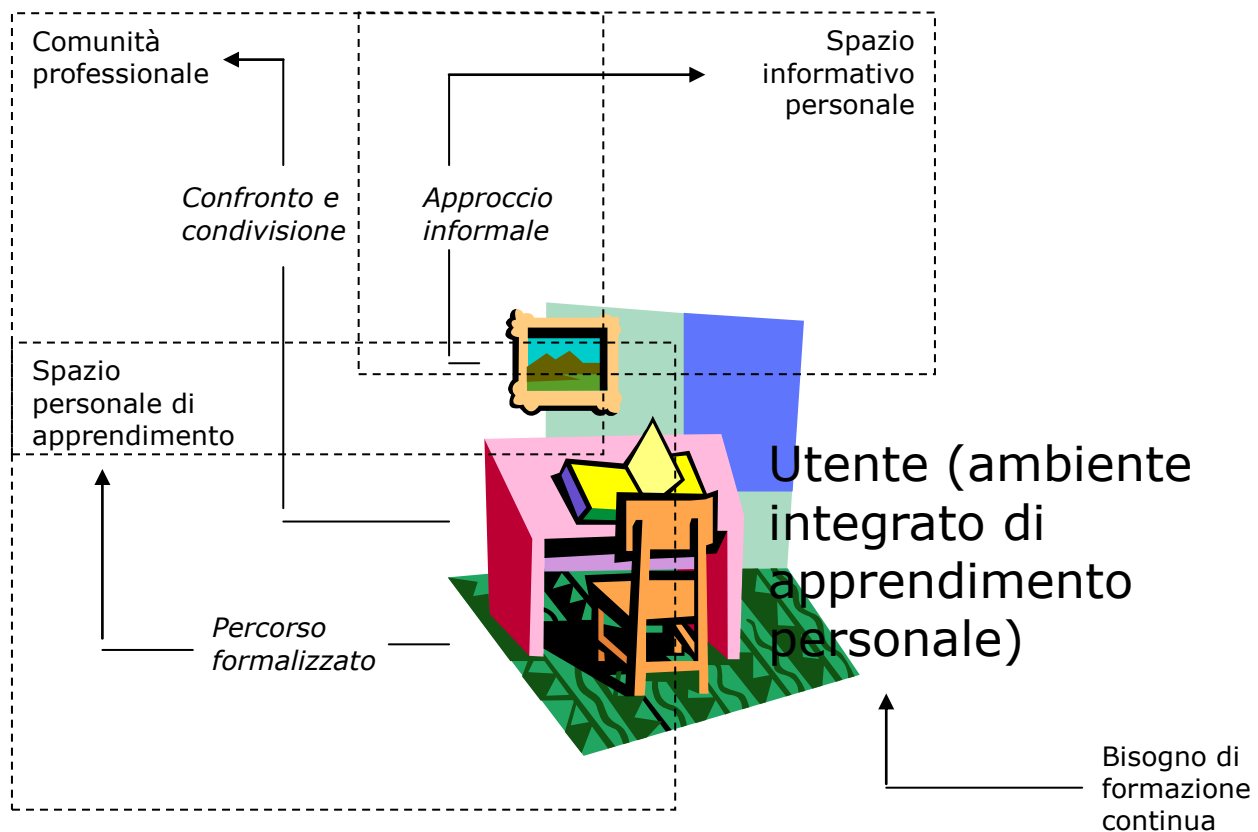 Comunità
professionale
Spazio
informativo
personale
Confronto e
condivisione
Approccio
informale
Spazio
personale di
apprendimento
Utente (ambiente
integrato di
apprendimento
personale)
Percorso
formalizzato
Bisogno di
formazione
continua